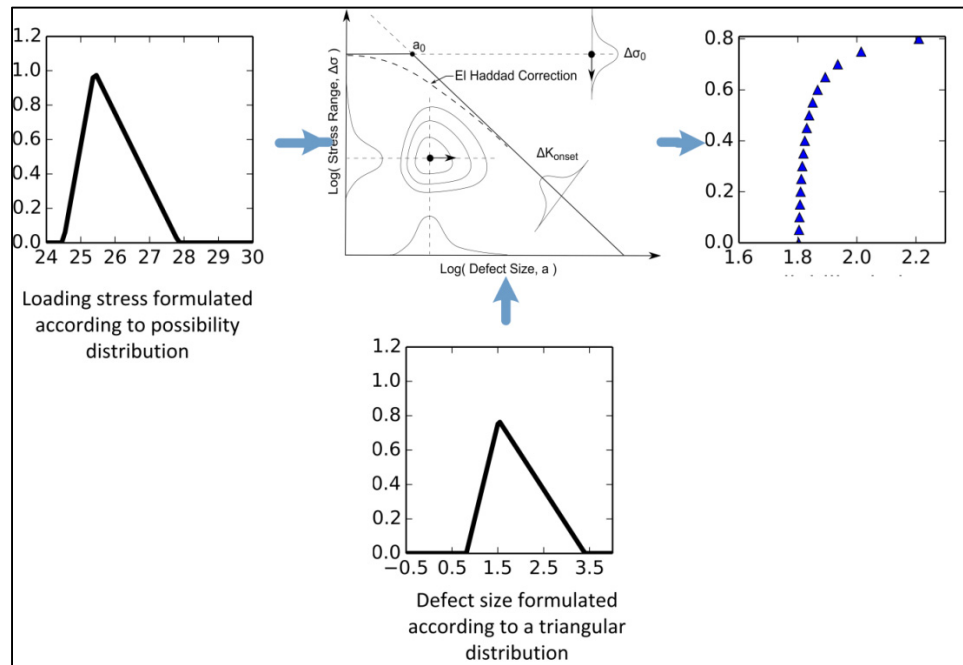 1.2
1.0
0.8
0.6
0.4
0.2
0.0
24 25 26 27 28 29 30
Loading stress formulated
according to possibility
distribution
Log( Stress Range, Δσ)
a₀
El Haddad Correction
Δσ₀
ΔKonset
Log( Defect Size, a )
0.8
0.6
0.4
0.2
0.0
1.6 1.8 2.0 2.2
1.2
1.0
0.8
0.6
0.4
0.2
0.0
−0.5 0.5 1.5 2.5 3.5
Defect size formulated
according to a triangular
distribution